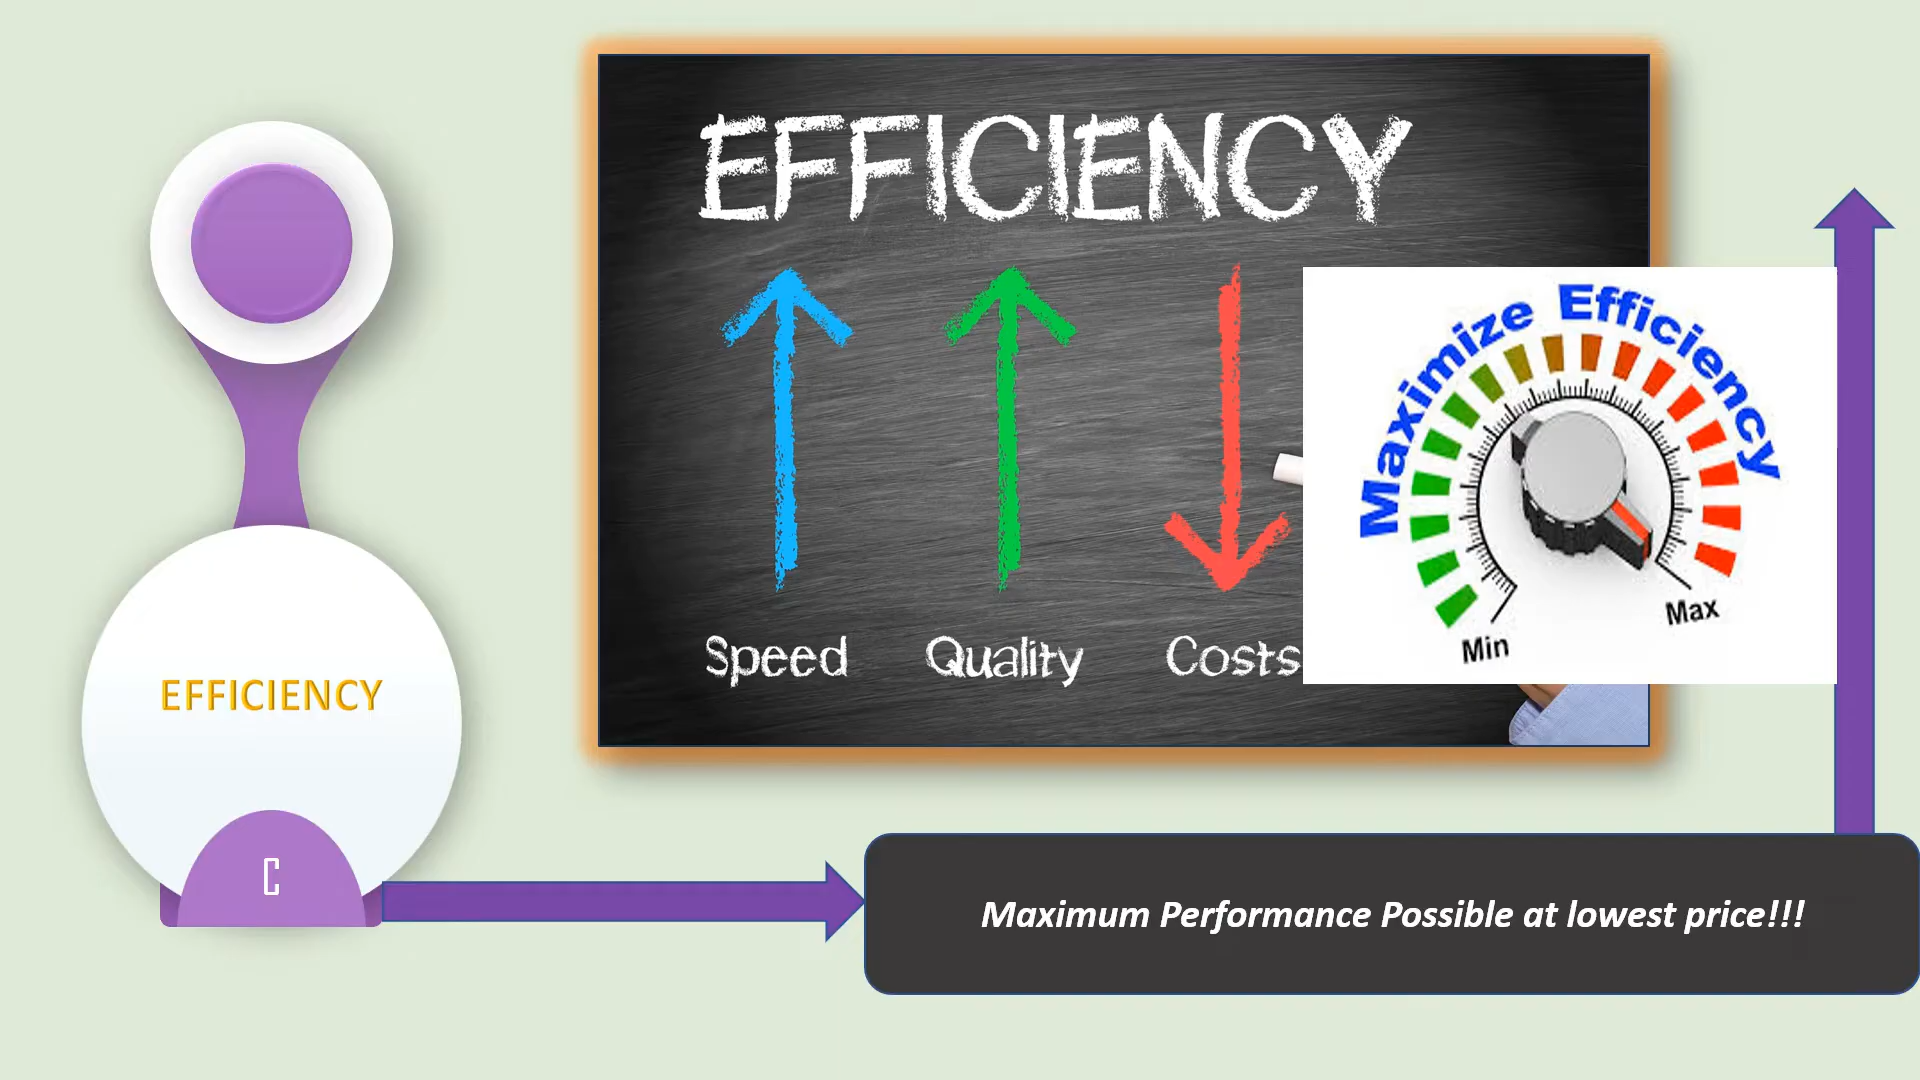 EFFICIENCY
Speed Quality Costs
Maximize Efficiency
Min Max
EFFICIENCY
C
Maximum Performance Possible at lowest price!!!